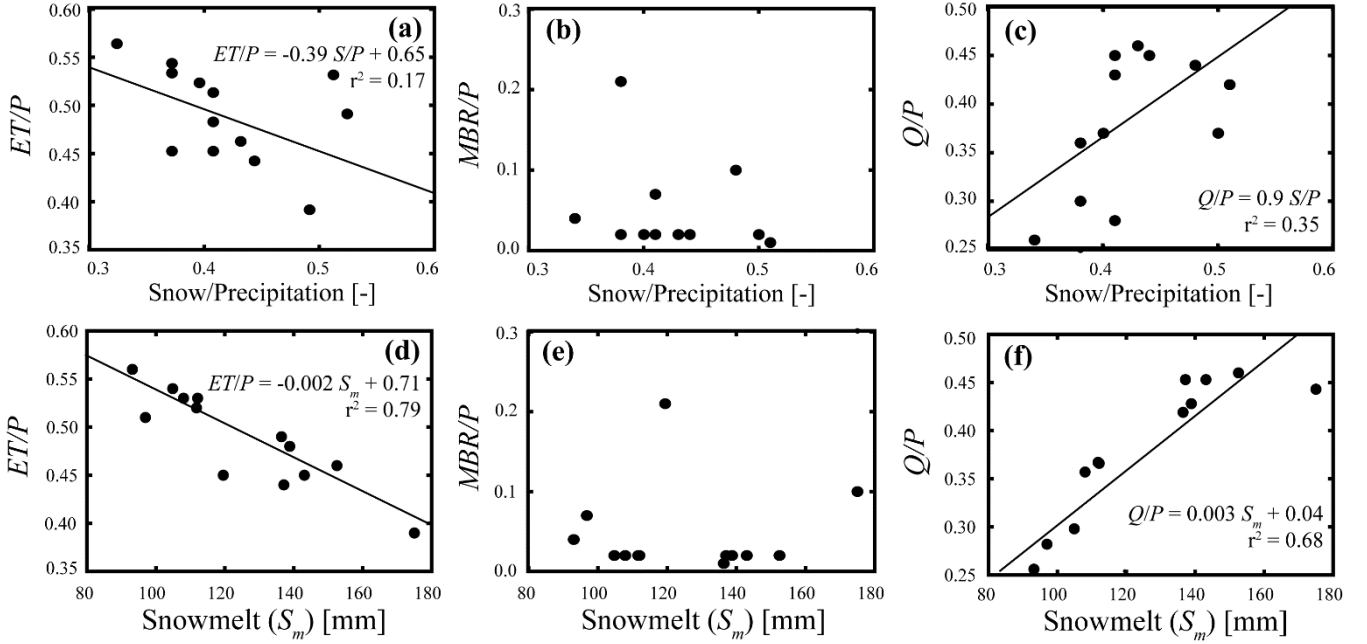 (a)
ET/P = -0.39 S/P + 0.65
r² = 0.17
ET/P
0.60
0.55
0.50
0.45
0.40
0.35
0.3 0.4 0.5 0.6
Snow/Precipitation [-]
(b)
MBR/P
0.3
0.2
0.1
0.0
0.3 0.4 0.5 0.6
Snow/Precipitation [-]
(c)
Q/P
0.50
0.45
0.40
0.35
0.30
0.25
Q/P = 0.9 S/P
r² = 0.35
0.3 0.4 0.5 0.6
Snow/Precipitation [-]
(d)
ET/P = -0.002 Sₘ + 0.71
r² = 0.79
ET/P
0.60
0.55
0.50
0.45
0.40
0.35
80 100 120 140 160 180
Snowmelt (Sₘ) [mm]
(e)
MBR/P
0.3
0.2
0.1
0.0
80 100 120 140 160 180
Snowmelt (Sₘ) [mm]
(f)
Q/P
0.50
0.45
0.40
0.35
0.30
0.25
Q/P = 0.003 Sₘ + 0.04
r² = 0.68
80 100 120 140 160 180
Snowmelt (Sₘ) [mm]